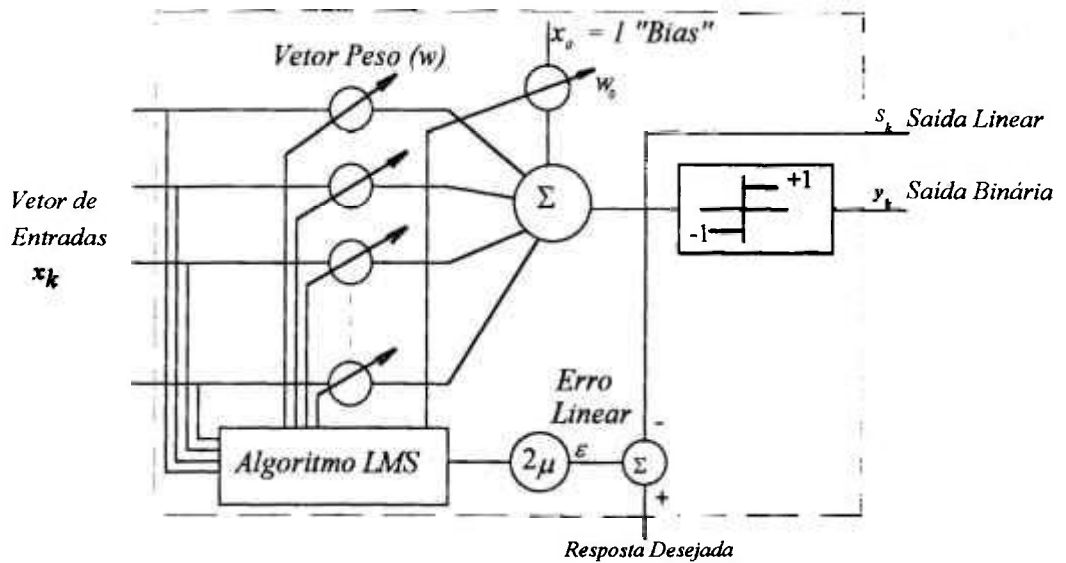 x₀ = 1 "Bias"
Vetor Peso (w)
w₀
Sₖ Saída Linear
+1
Σ
yₖ Saída Binária
-1
Vetor de
Entradas
xₖ
Erro
Linear
-
Algoritmo LMS
2μ
ε
Σ
+
Resposta Desejada